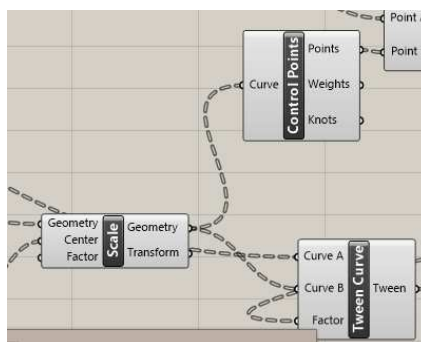 Point A
Point
Points
Curve
Weights
Knots
Control Points
Geometry
Center
Factor
Scale
Geometry
Transform
Curve A
Curve B
Factor
Tween Curve
Tween